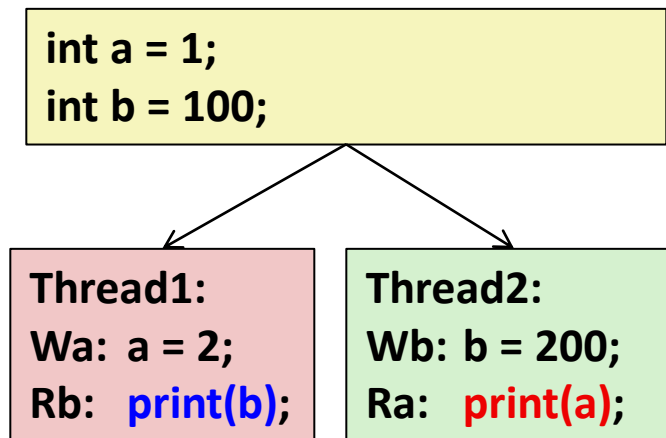 int a = 1;
int b = 100;
Thread1:
Wa: a = 2;
Rb: print(b);
Thread2:
Wb: b = 200;
Ra: print(a);